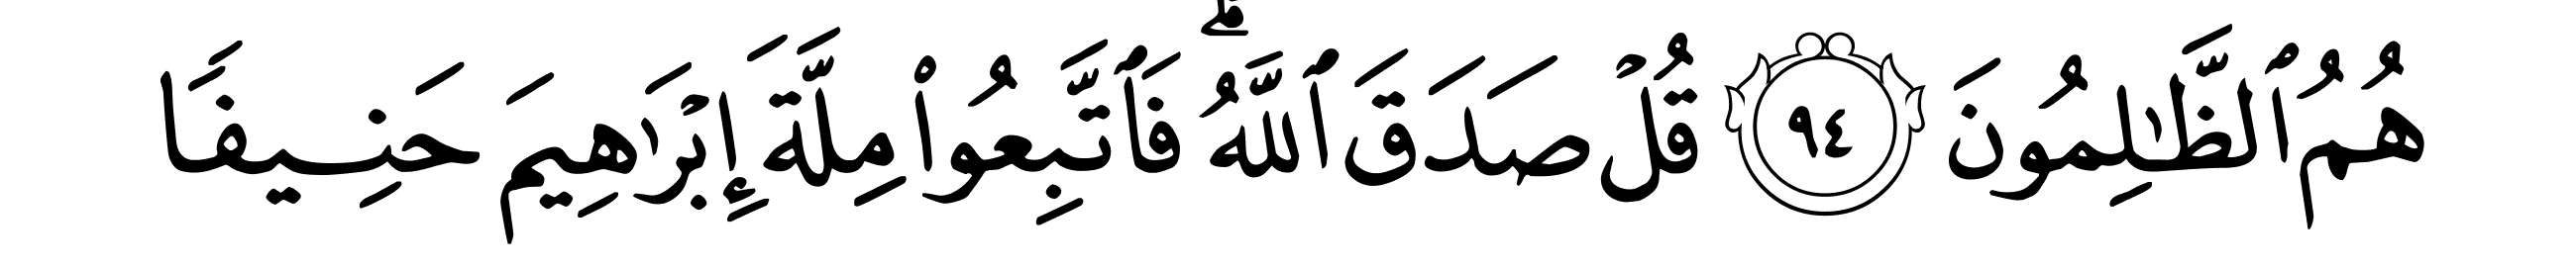 هُمُ ٱلظَّـٰلِمُونَ ٩٤ قُلْ صَدَقَ ٱللَّهُ ۗ فَٱتَّبِعُوا۟ مِلَّةَ إِبْرَٰهِيمَ حَنِيفًا